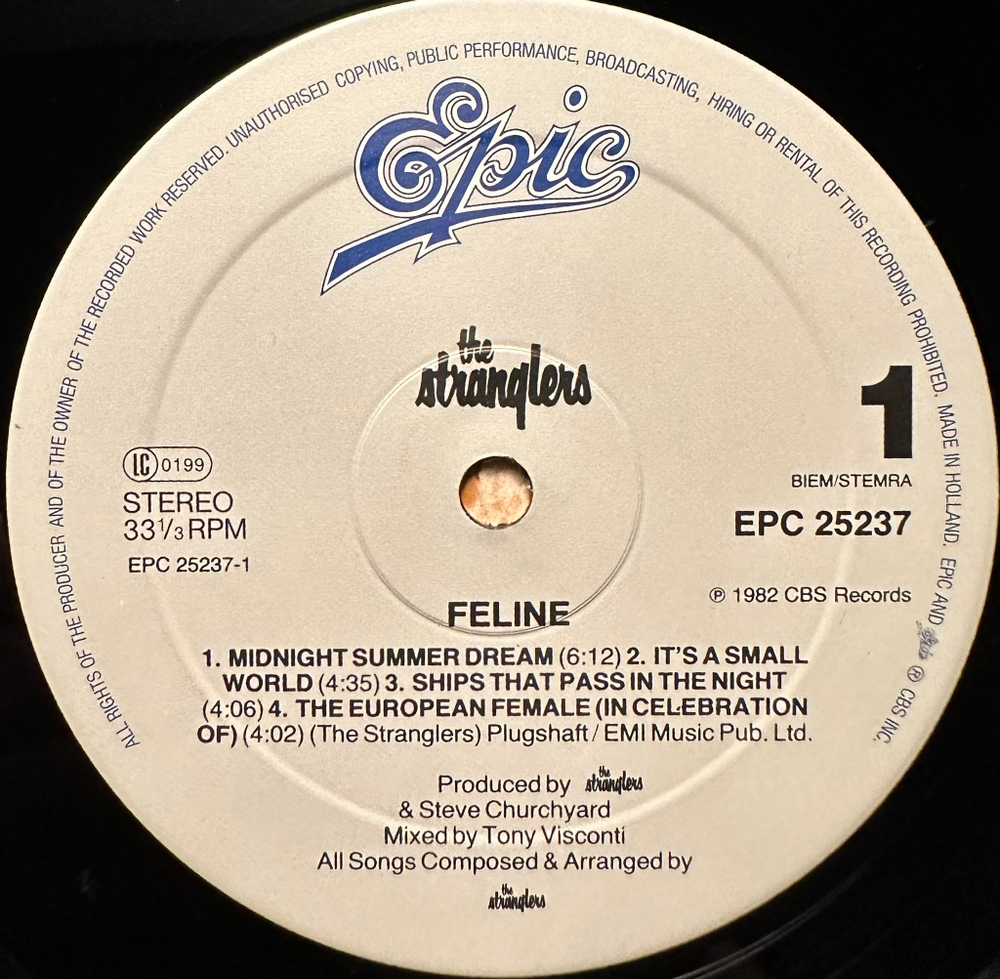 ALL RIGHTS OF THE PRODUCER AND OF THE OWNER OF THE RECORDED WORK RESERVED. UNAUTHORISED COPYING, PUBLIC PERFORMANCE, BROADCASTING, HIRING OR RENTAL OF THIS RECORDING PROHIBITED. MADE IN HOLLAND. EPIC AND Epic ® CBS INC.
Epic
the
stranglers
1
LC 0199
STEREO
33⅓ RPM
EPC 25237-1
BIEM/STEMRA
EPC 25237
℗ 1982 CBS Records
FELINE
1. MIDNIGHT SUMMER DREAM (6:12) 2. IT'S A SMALL
WORLD (4:35) 3. SHIPS THAT PASS IN THE NIGHT
(4:06) 4. THE EUROPEAN FEMALE (IN CELEBRATION
OF) (4:02) (The Stranglers) Plugshaft / EMI Music Pub. Ltd.
Produced by the stranglers
& Steve Churchyard
Mixed by Tony Visconti
All Songs Composed & Arranged by
the
stranglers